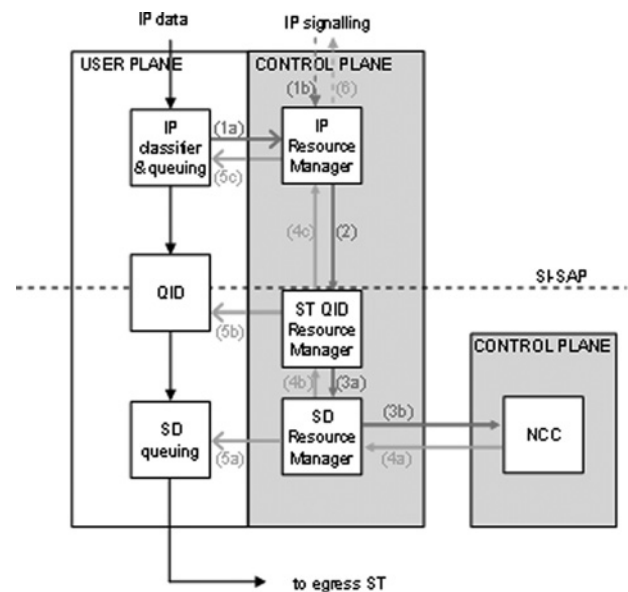 IP data
IP signalling
USER PLANE
CONTROL PLANE
(1b)
(6)
IP
classifier
& queuing
(1a)
(5c)
IP
Resource
Manager
(4c)
(2)
SI-SAP
QID
(5b)
ST QID
Resource
Manager
CONTROL PLANE
(4b)
(3a)
SD
queuing
(5a)
SD
Resource
Manager
(3b)
(4a)
NCC
to egress ST